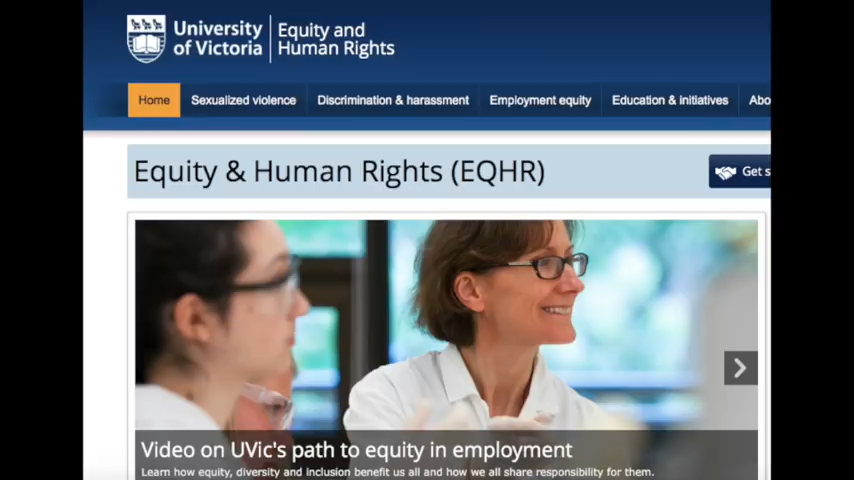 University
of Victoria
Equity and
Human Rights
Home
Sexualized violence
Discrimination & harassment
Employment equity
Education & initiatives
Abo
Equity & Human Rights (EQHR)
Get s
Video on UVic's path to equity in employment
Learn how equity, diversity and inclusion benefit us all and how we all share responsibility for them.